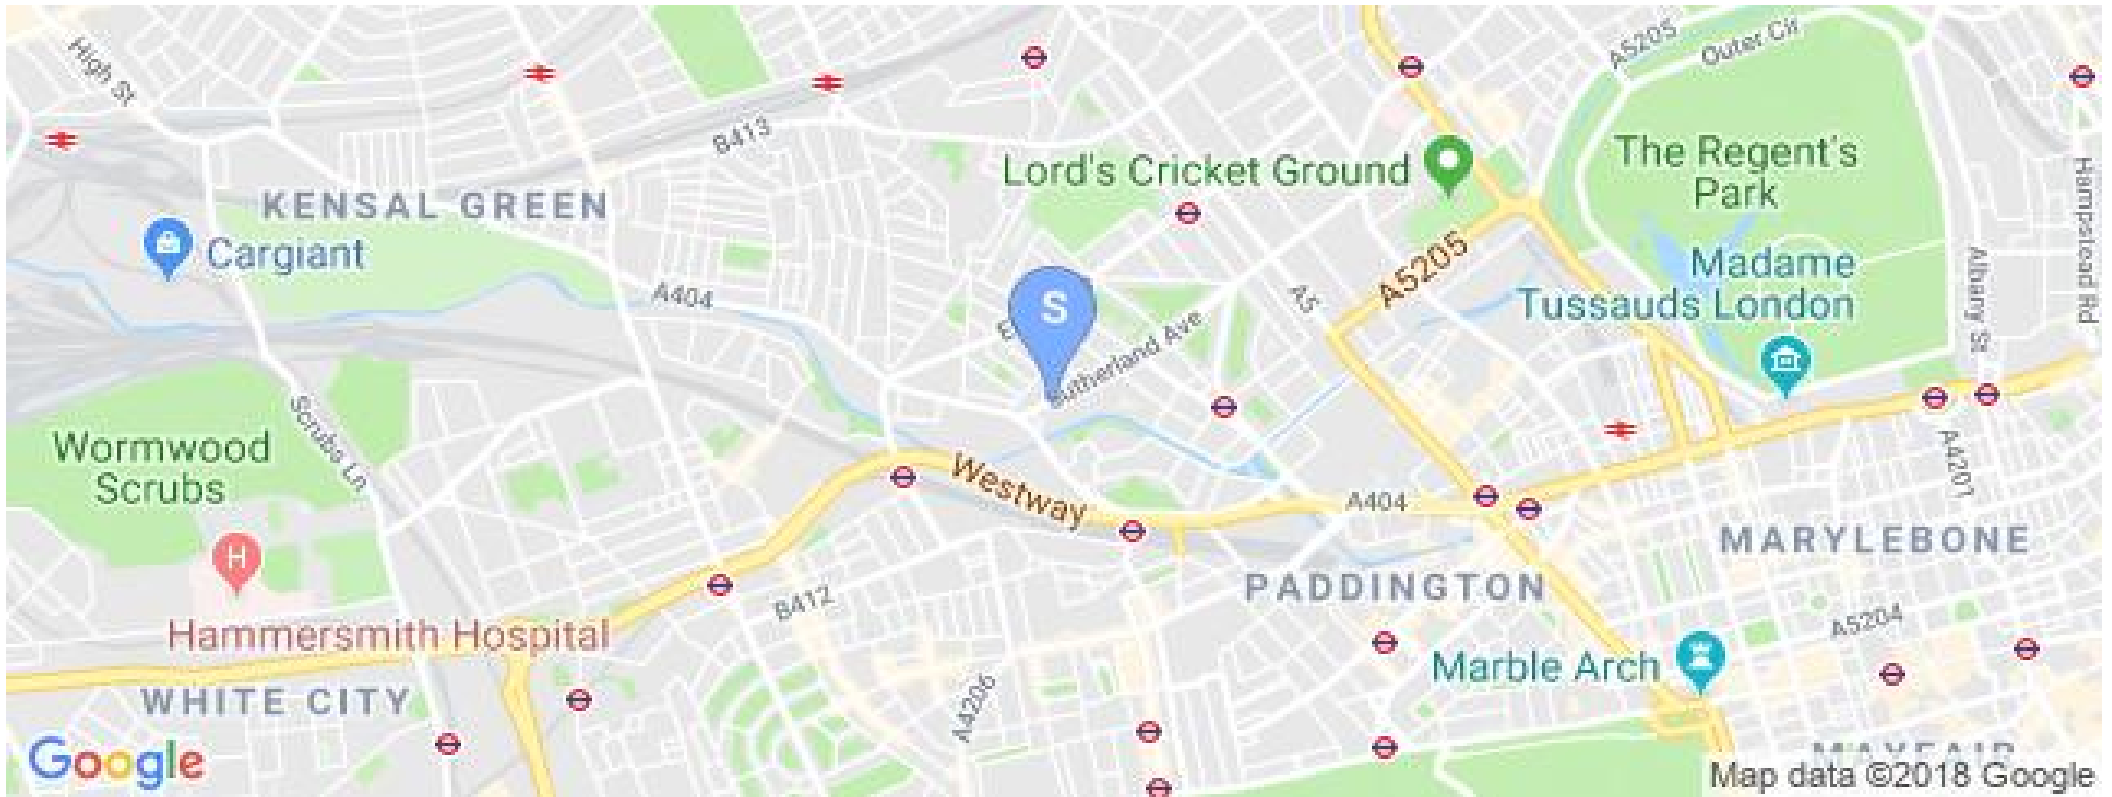 High St
A5205
Outer Cir
B413
Lord's Cricket Ground
The Regent's
Park
Hampstead Rd
KENSAL GREEN
Cargiant
A404
S
A5
A5205
Madame
Tussauds London
Albany St
Sutherland Ave
Scrubs Ln
Wormwood
Scrubs
Westway
A404
A4201
H
MARYLEBONE
PADDINGTON
B412
Hammersmith Hospital
A5204
Marble Arch
WHITE CITY
A4206
MAYFAIR
Google
Map data ©2018 Google